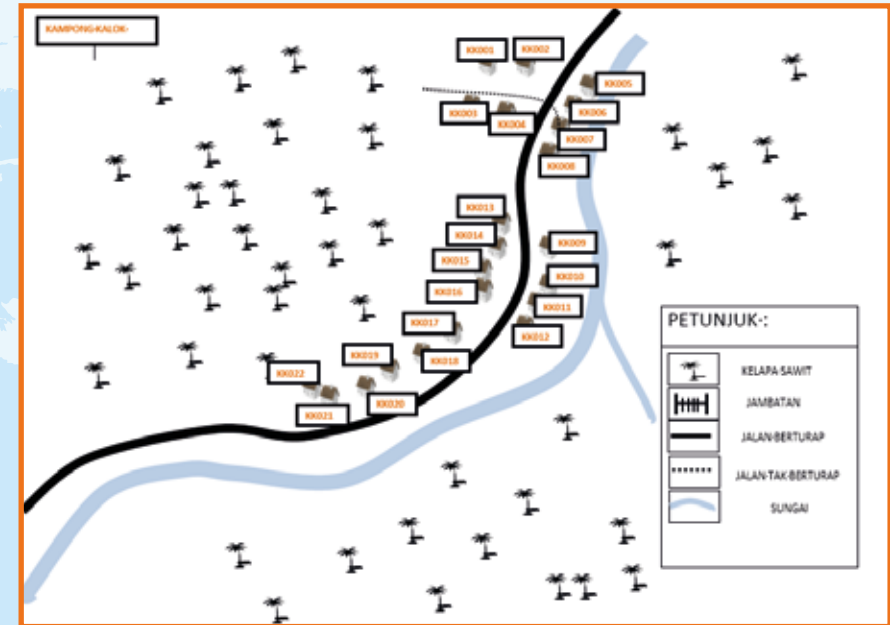 KAMPONG-KALOK-
KK001
KK002
KK003
KK004
KK005
KK006
KK007
KK008
KK013
KK014
KK015
KK016
KK009
KK010
KK011
KK012
KK017
KK018
KK019
KK020
KK022
KK021
PETUNJUK-:
KELAPA-SAWIT
JAMBATAN
JALAN-BERTURAP
JALAN-TAK-BERTURAP
SUNGAI